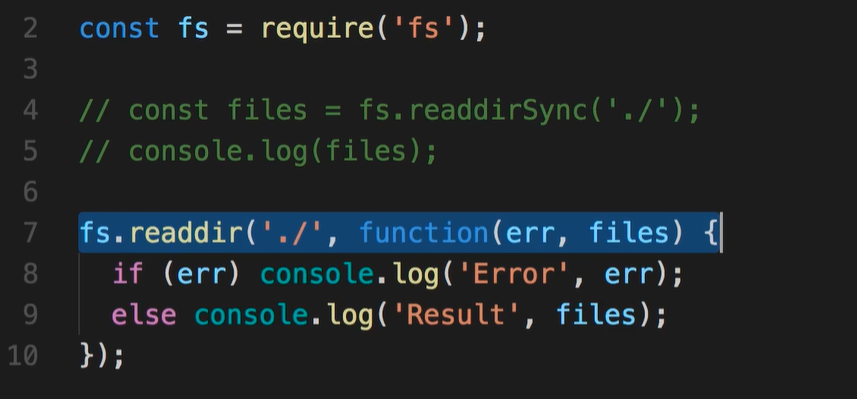 2 const fs = require('fs');
3
4 // const files = fs.readdirSync('./');
5 // console.log(files);
6
7 fs.readdir('./', function(err, files) {
8 if (err) console.log('Error', err);
9 else console.log('Result', files);
10 });